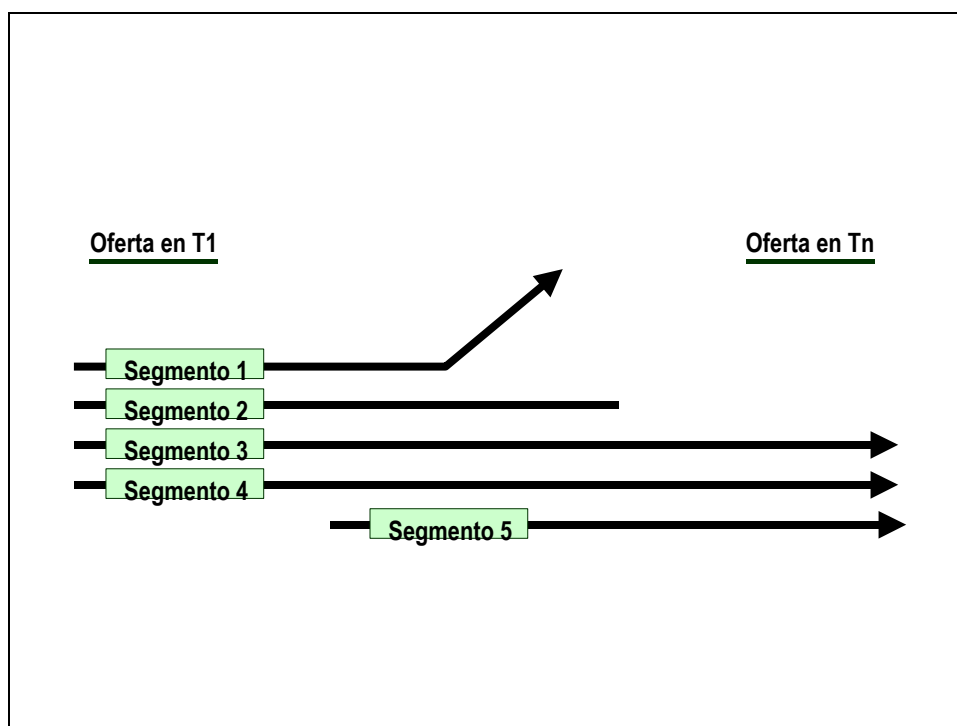 Oferta en T1
Oferta en Tn
Segmento 1
Segmento 2
Segmento 3
Segmento 4
Segmento 5